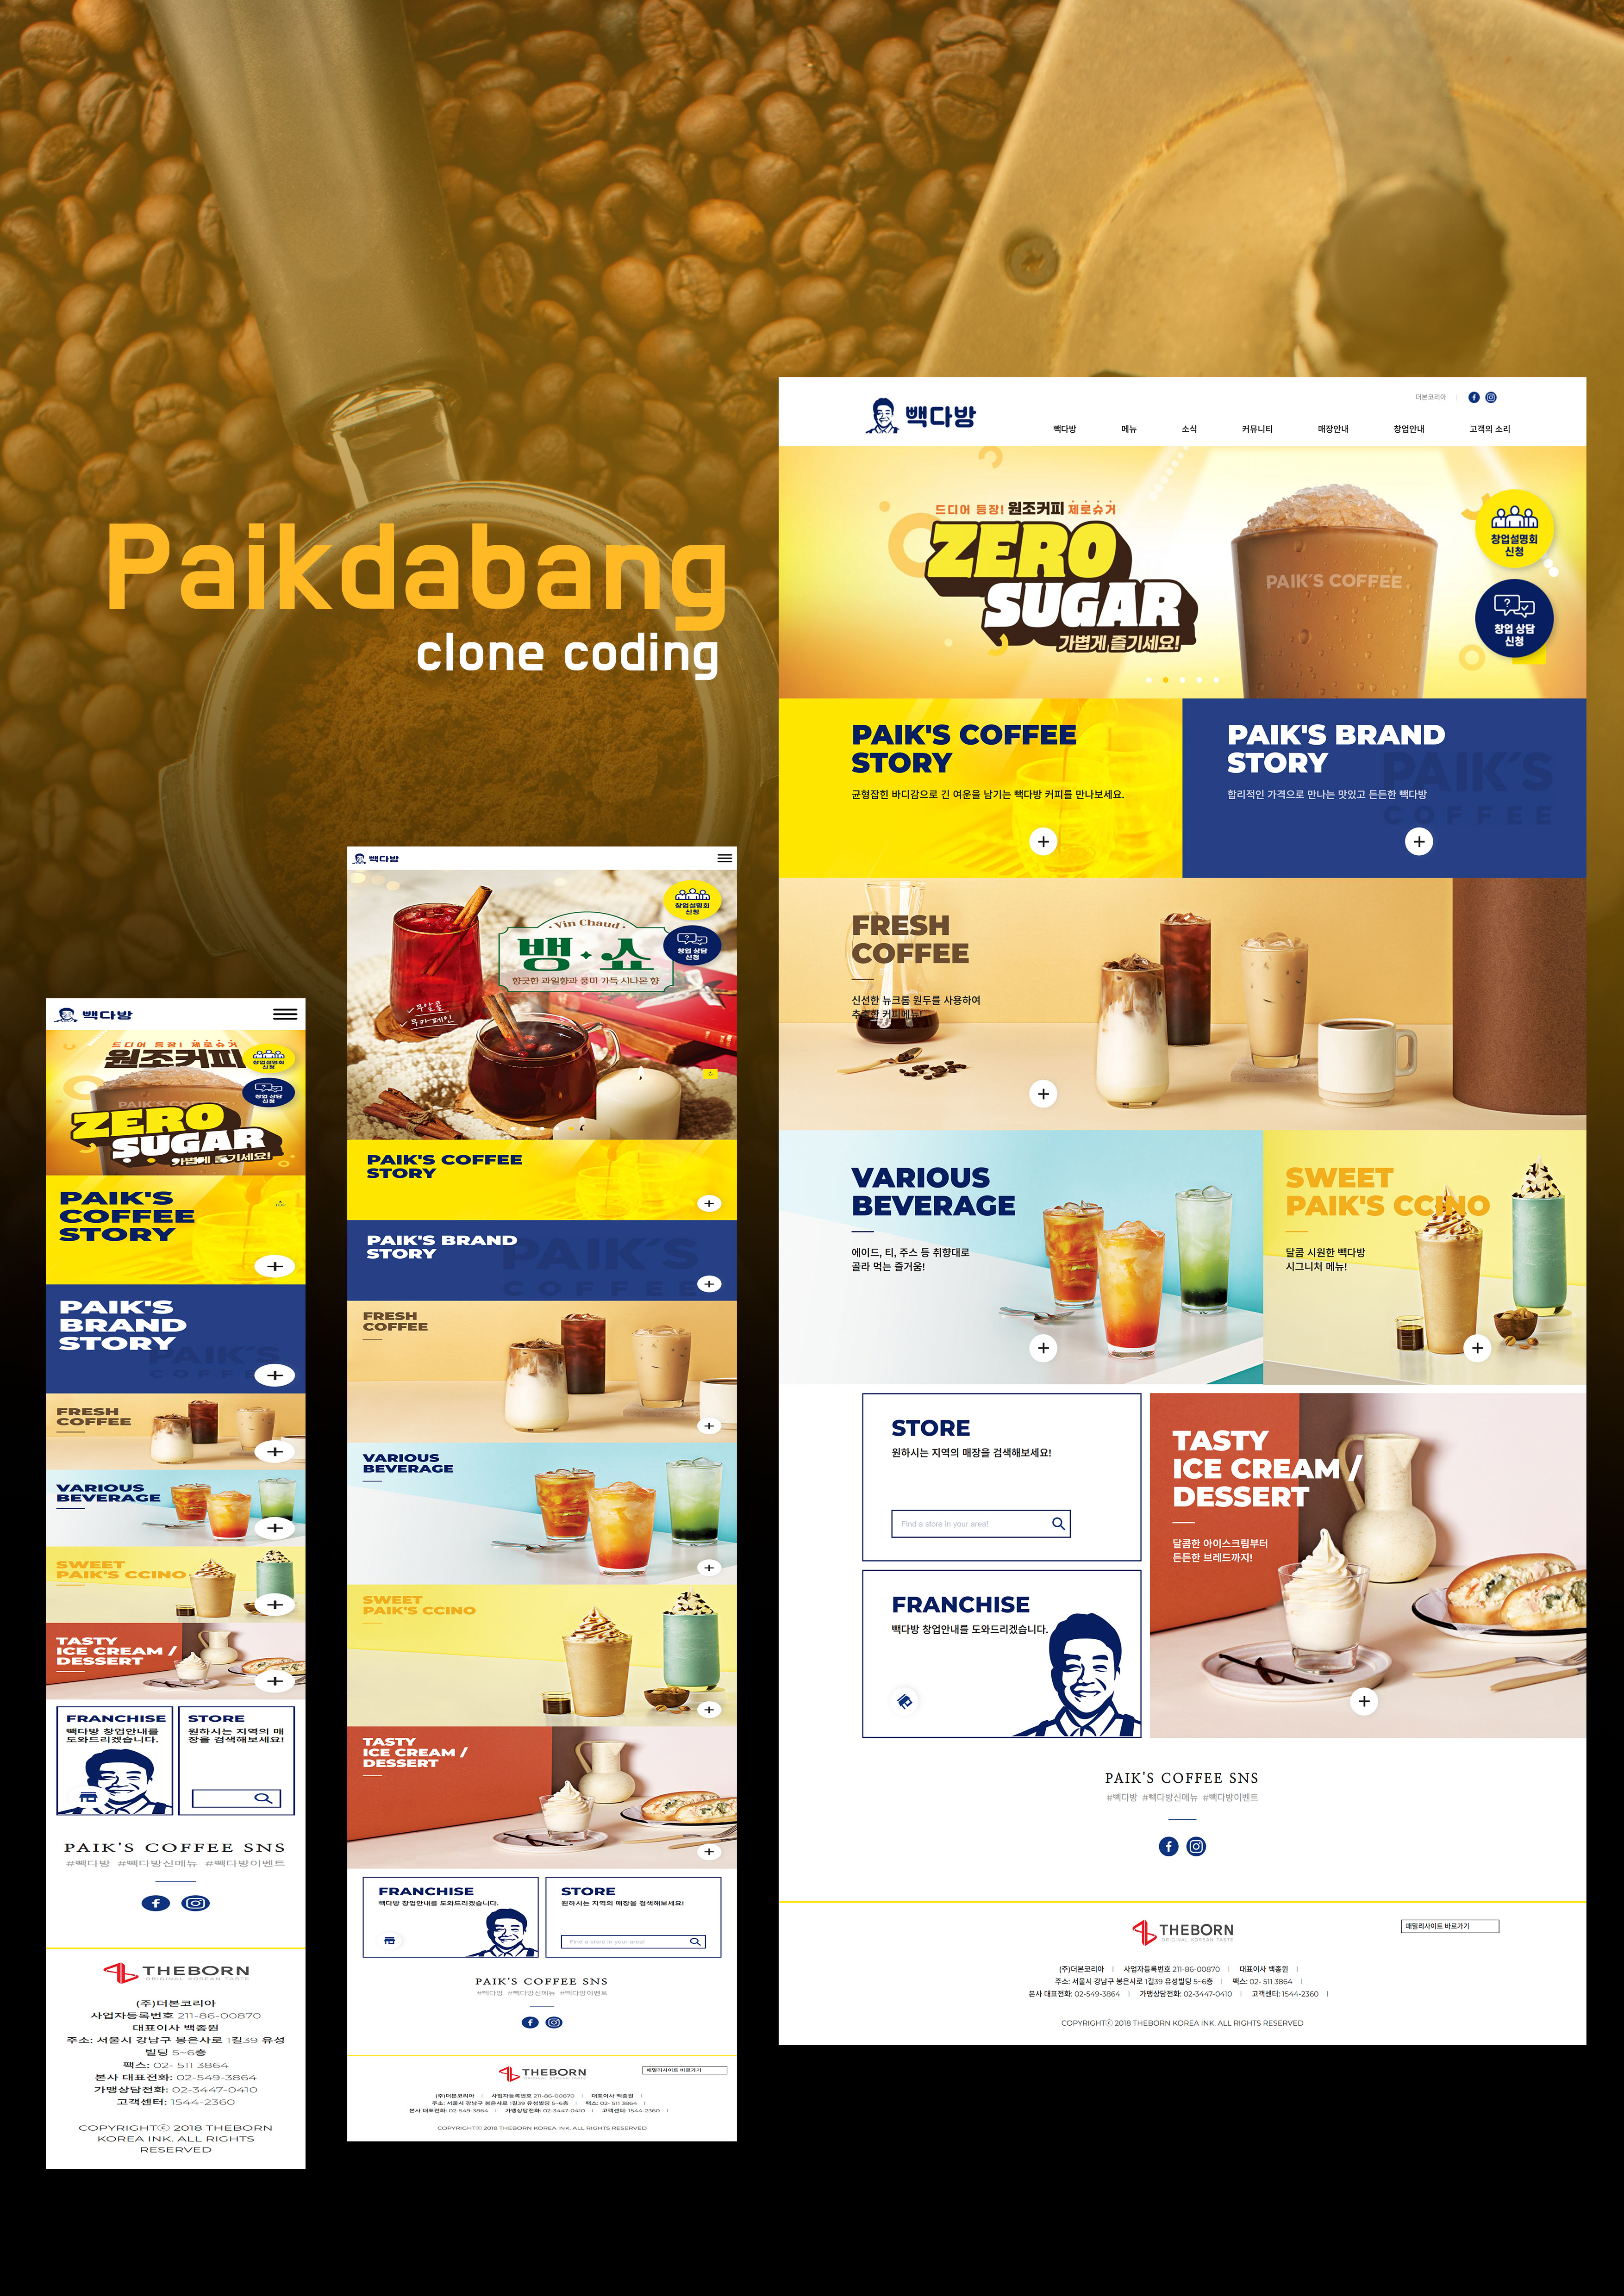 Paikdabang
clone coding
빽다방
더본코리아
빽다방 메뉴 소식 커뮤니티 매장안내 창업안내 고객의 소리
드디어 등장! 원조커피 제로슈거
ZERO
SUGAR
가볍게 즐기세요!
PAIK'S COFFEE
창업설명회
신청
창업 상담
신청
PAIK'S COFFEE
STORY
균형잡힌 바디감으로 긴 여운을 남기는 빽다방 커피를 만나보세요.
PAIK'S BRAND
STORY
합리적인 가격으로 만나는 맛있고 든든한 빽다방
PAIK'S
COFFEE
FRESH
COFFEE
신선한 뉴크롭 원두를 사용하여
추출한 커피메뉴!
VARIOUS
BEVERAGE
에이드, 티, 주스 등 취향대로
골라 먹는 즐거움!
SWEET
PAIK'S CCINO
달콤 시원한 빽다방
시그니처 메뉴!
STORE
원하시는 지역의 매장을 검색해보세요!
Find a store in your area!
FRANCHISE
빽다방 창업안내를 도와드리겠습니다.
TASTY
ICE CREAM /
DESSERT
달콤한 아이스크림부터
든든한 브레드까지!
PAIK'S COFFEE SNS
#빽다방 #빽다방신메뉴 #빽다방이벤트
THEBORN
ORIGINAL KOREAN TASTE
패밀리사이트 바로가기
(주)더본코리아 | 사업자등록번호 211-86-00870 | 대표이사 백종원 |
주소: 서울시 강남구 봉은사로 1길39 유성빌딩 5~6층 | 팩스: 02- 511 3864 |
본사 대표전화: 02-549-3864 | 가맹상담전화: 02-3447-0410 | 고객센터: 1544-2360 |
COPYRIGHTⓒ 2018 THEBORN KOREA INK. ALL RIGHTS RESERVED
빽다방
Vin Chaud
뱅·쇼
향긋한 과일향과 풍미 가득 시나몬 향
무알콜
무카페인
창업설명회
신청
창업 상담
신청
PAIK'S COFFEE
STORY
PAIK'S BRAND
STORY
PAIK'S
COFFEE
FRESH
COFFEE
VARIOUS
BEVERAGE
SWEET
PAIK'S CCINO
TASTY
ICE CREAM /
DESSERT
FRANCHISE
빽다방 창업안내를 도와드리겠습니다.
STORE
원하시는 지역의 매장을 검색해보세요!
Find a store in your area!
PAIK'S COFFEE SNS
#빽다방 #빽다방신메뉴 #빽다방이벤트
THEBORN
ORIGINAL KOREAN TASTE
패밀리사이트 바로가기
(주)더본코리아 | 사업자등록번호 211-86-00870 | 대표이사 백종원 |
주소: 서울시 강남구 봉은사로 1길39 유성빌딩 5~6층 | 팩스: 02- 511 3864 |
본사 대표전화: 02-549-3864 | 가맹상담전화: 02-3447-0410 | 고객센터: 1544-2360 |
COPYRIGHTⓒ 2018 THEBORN KOREA INK. ALL RIGHTS RESERVED
빽다방
드디어 등장! 제로슈거
원조커피
PAIK'S CO
ZERO
SUGAR
가볍게 즐기세요!
창업설명회
신청
창업 상담
신청
PAIK'S
COFFEE
STORY
TOP
PAIK'S
BRAND
STORY
PAIK'S
COFFE
FRESH
COFFEE
VARIOUS
BEVERAGE
SWEET
PAIK'S CCINO
TASTY
ICE CREAM /
DESSERT
FRANCHISE
빽다방 창업안내를
도와드리겠습니다.
STORE
원하시는 지역의 매
장을 검색해보세요!
PAIK'S COFFEE SNS
#빽다방 #빽다방신메뉴 #빽다방이벤트
THEBORN
ORIGINAL KOREAN TASTE
(주)더본코리아
사업자등록번호 211-86-00870
대표이사 백종원
주소: 서울시 강남구 봉은사로 1길39 유성
빌딩 5~6층
팩스: 02- 511 3864
본사 대표전화: 02-549-3864
가맹상담전화: 02-3447-0410
고객센터: 1544-2360
COPYRIGHTⓒ 2018 THEBORN
KOREA INK. ALL RIGHTS
RESERVED